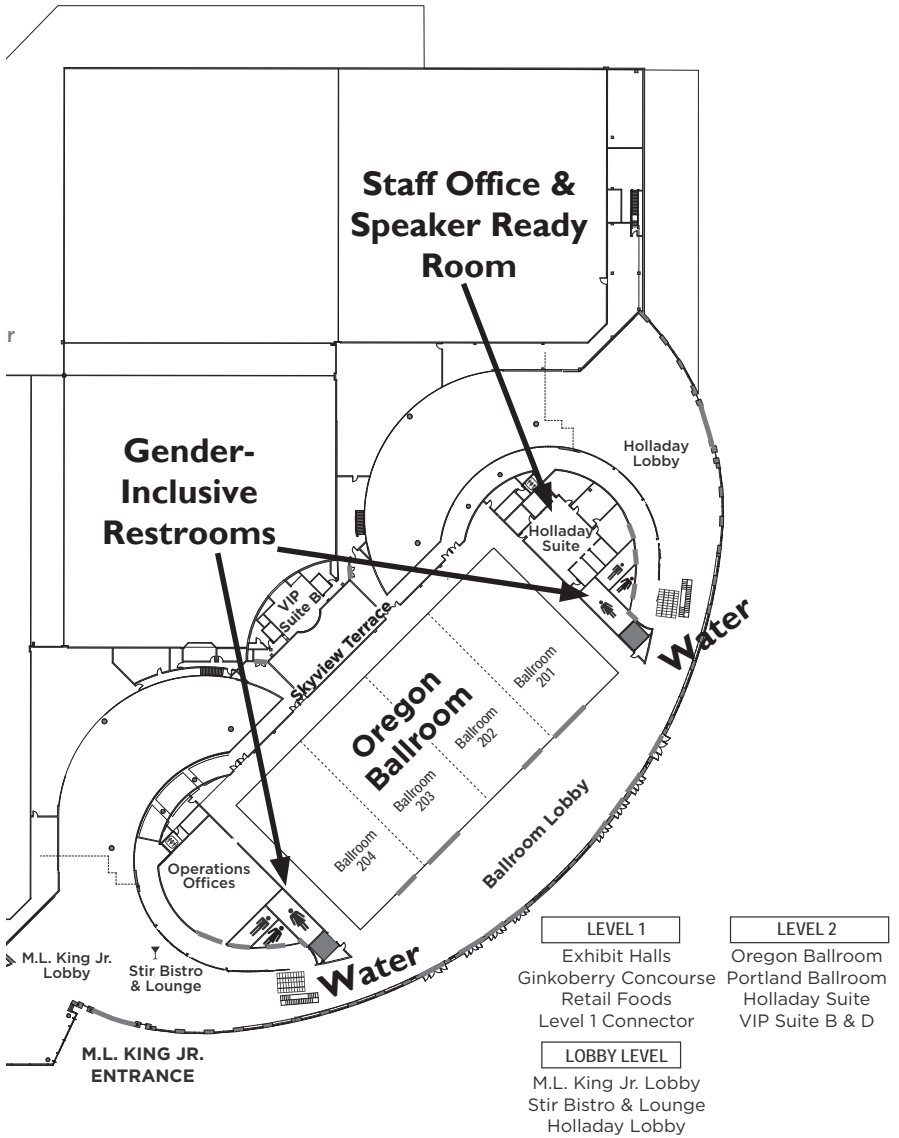 Staff Office &
Speaker Ready
Room
r
Gender-
Inclusive
Restrooms
Holladay
Lobby
Holladay
Suite
VIP
Suite B
Skyview Terrace
Water
Oregon
Ballroom
Ballroom
201
Ballroom
202
Ballroom
203
Ballroom
204
Ballroom Lobby
Operations
Offices
M.L. King Jr.
Lobby
Stir Bistro
& Lounge
Water
M.L. KING JR.
ENTRANCE
LEVEL 1
Exhibit Halls
Ginkoberry Concourse
Retail Foods
Level 1 Connector
LEVEL 2
Oregon Ballroom
Portland Ballroom
Holladay Suite
VIP Suite B & D
LOBBY LEVEL
M.L. King Jr. Lobby
Stir Bistro & Lounge
Holladay Lobby